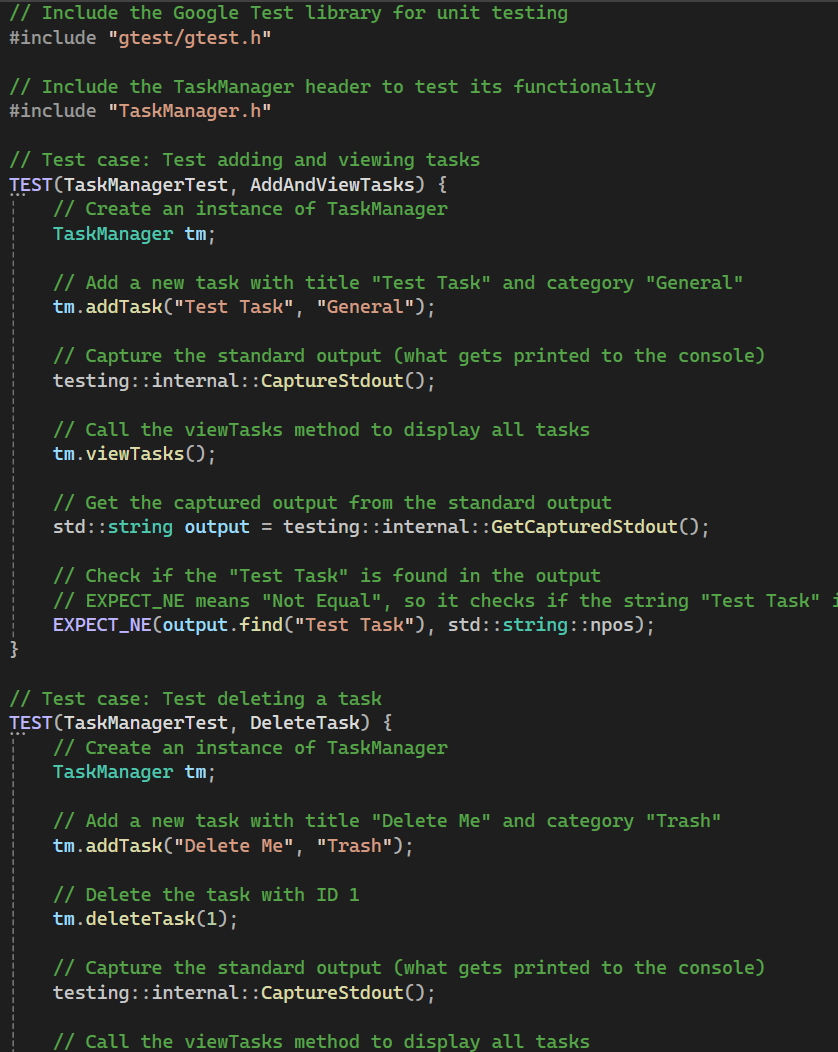 // Include the Google Test library for unit testing
#include "gtest/gtest.h"
// Include the TaskManager header to test its functionality
#include "TaskManager.h"
// Test case: Test adding and viewing tasks
TEST(TaskManagerTest, AddAndViewTasks) {
// Create an instance of TaskManager
TaskManager tm;
// Add a new task with title "Test Task" and category "General"
tm.addTask("Test Task", "General");
// Capture the standard output (what gets printed to the console)
testing::internal::CaptureStdout();
// Call the viewTasks method to display all tasks
tm.viewTasks();
// Get the captured output from the standard output
std::string output = testing::internal::GetCapturedStdout();
// Check if the "Test Task" is found in the output
// EXPECT_NE means "Not Equal", so it checks if the string "Test Task"
EXPECT_NE(output.find("Test Task"), std::string::npos);
}
// Test case: Test deleting a task
TEST(TaskManagerTest, DeleteTask) {
// Create an instance of TaskManager
TaskManager tm;
// Add a new task with title "Delete Me" and category "Trash"
tm.addTask("Delete Me", "Trash");
// Delete the task with ID 1
tm.deleteTask(1);
// Capture the standard output (what gets printed to the console)
testing::internal::CaptureStdout();
// Call the viewTasks method to display all tasks